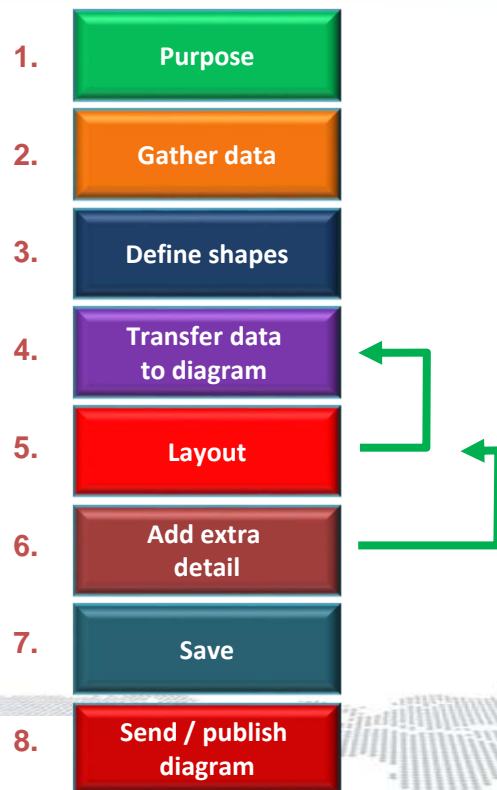 1. Purpose
2. Gather data
3. Define shapes
4. Transfer data
to diagram
5. Layout
6. Add extra
detail
7. Save
8. Send / publish
diagram